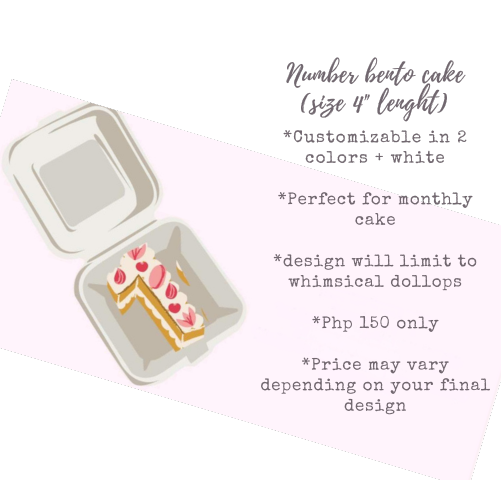 Number bento cake
(size 4" lenght)
*Customizable in 2
colors + white
*Perfect for monthly
cake
*design will limit to
whimsical dollops
*Php 150 only
*Price may vary
depending on your final
design